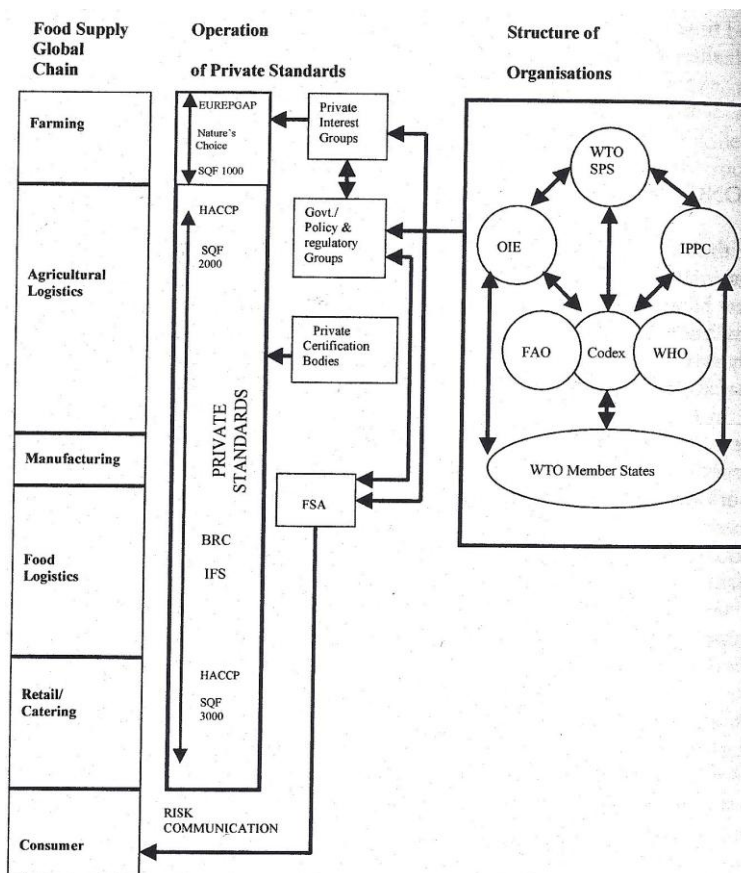 Food Supply
Global
Chain
Operation
of Private Standards
Structure of
Organisations
Farming
Agricultural
Logistics
Manufacturing
Food
Logistics
Retail/
Catering
Consumer
EUREPGAP
Nature's
Choice
SQF 1000
HACCP
SQF
2000
PRIVATE
STANDARDS
BRC
IFS
HACCP
SQF
3000
RISK
COMMUNICATION
Private
Interest
Groups
Govt./
Policy &
regulatory
Groups
Private
Certification
Bodies
FSA
WTO
SPS
OIE
IPPC
FAO
Codex
WHO
WTO Member States